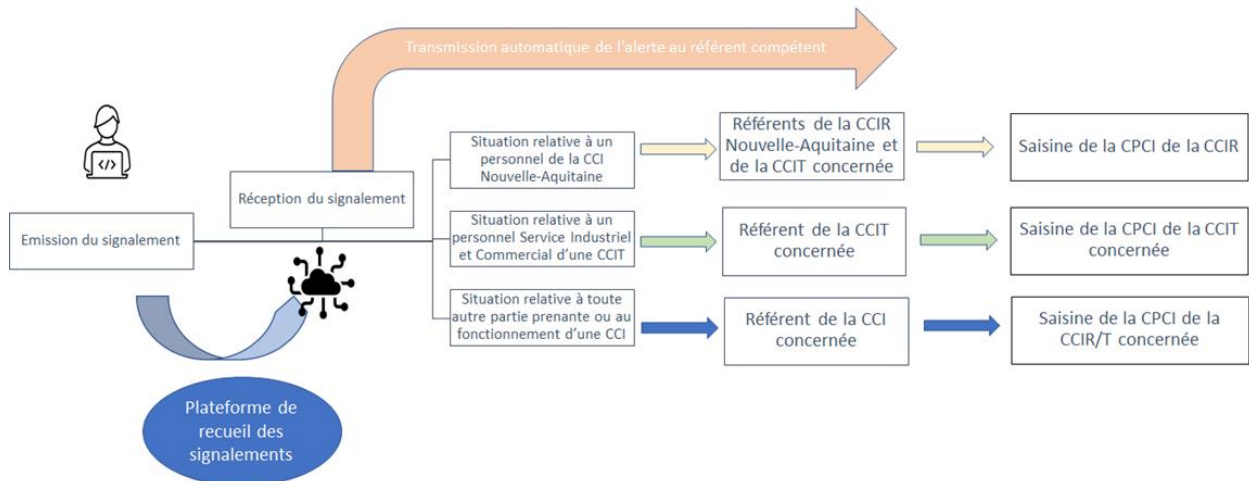 Transmission automatique de l'alerte au référent compétent
Emission du signalement
Réception du signalement
Plateforme de
recueil des
signalements
Situation relative à un
personnel de la CCI
Nouvelle-Aquitaine
Référents de la CCIR
Nouvelle-Aquitaine et
de la CCIT concernée
Saisine de la CPCI de la CCIR
Situation relative à un
personnel Service Industriel
et Commercial d'une CCIT
Référent de la CCIT
concernée
Saisine de la CPCI de la CCIT
concernée
Situation relative à toute
autre partie prenante ou au
fonctionnement d'une CCI
Référent de la CCI
concernée
Saisine de la CPCI de la
CCIR/T concernée